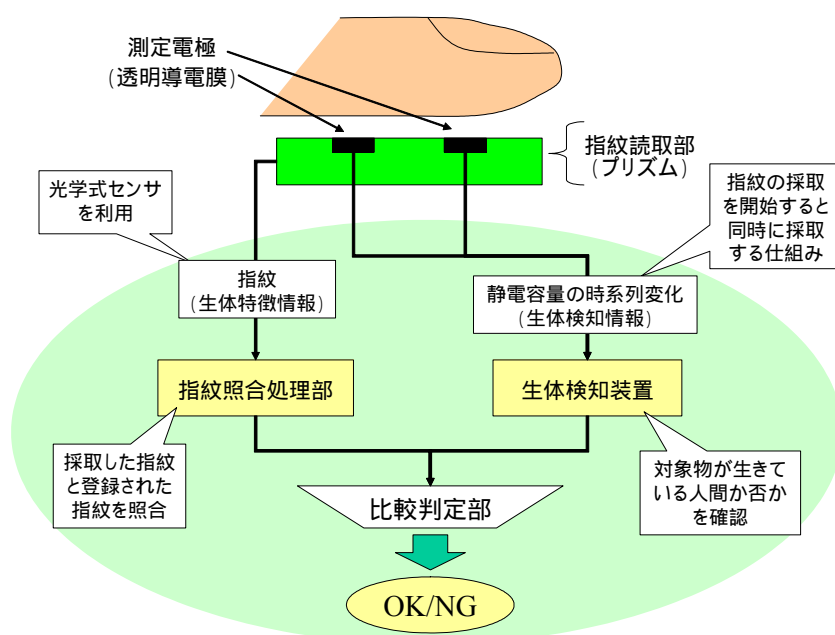 測定電極
(透明導電膜)
指紋読取部
(プリズム)
光学式センサ
を利用
指紋の採取
を開始すると
同時に採取
する仕組み
指紋
(生体特徴情報)
静電容量の時系列変化
(生体検知情報)
指紋照合処理部
生体検知装置
採取した指紋
と登録された
指紋を照合
対象物が生きて
いる人間か否か
を確認
比較判定部
OK/NG